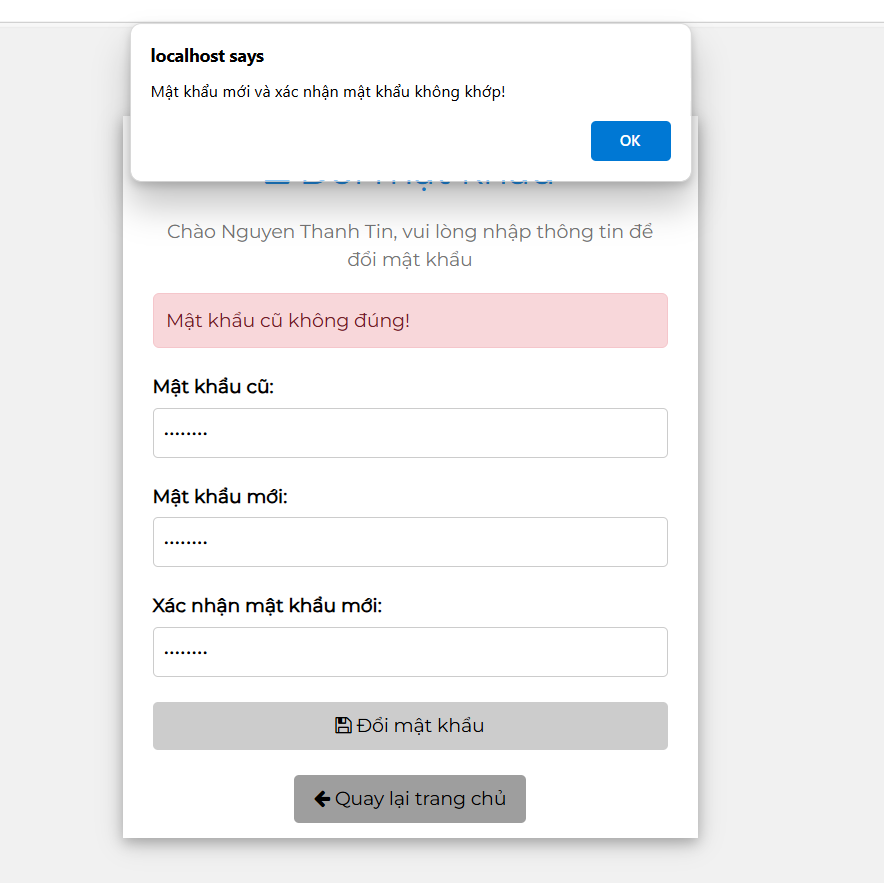 localhost says
Mật khẩu mới và xác nhận mật khẩu không khớp!
OK
Chào Nguyen Thanh Tin, vui lòng nhập thông tin để
đổi mật khẩu
Mật khẩu cũ không đúng!
Mật khẩu cũ:
Mật khẩu mới:
Xác nhận mật khẩu mới:
Đổi mật khẩu
Quay lại trang chủ